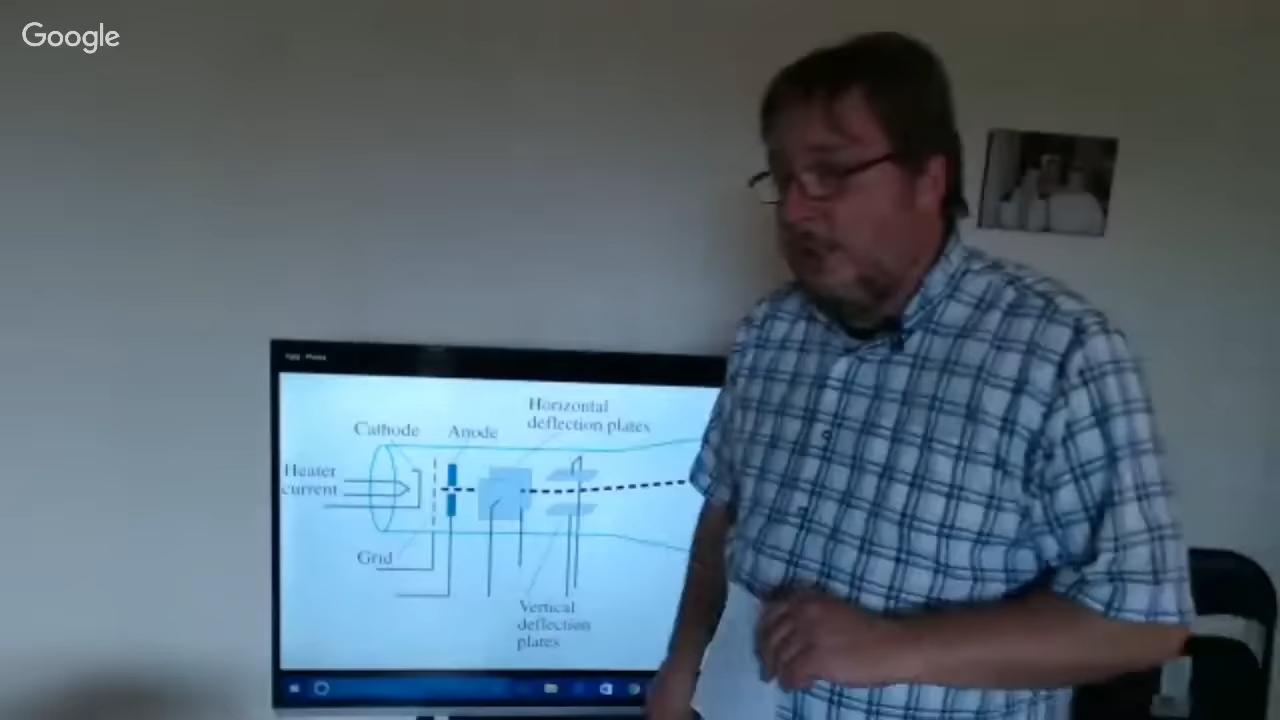 Google
Horizontal
deflection plates
Cathode
Anode
Heater
current
Grid
Vertical
deflection
plates